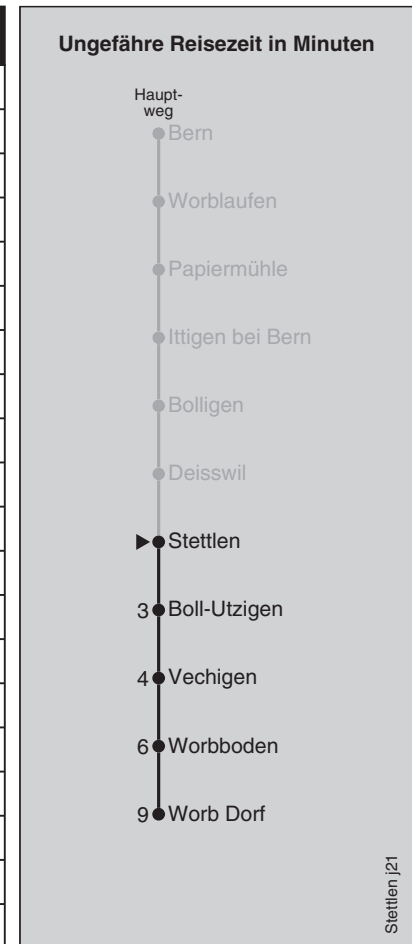 Ungefähre Reisezeit in Minuten
Haupt-
weg
Bern
Worblaufen
Papiermühle
Ittigen bei Bern
Bolligen
Deisswil
Stettlen
3 Boll-Utzigen
4 Vechigen
6 Worbboden
9 Worb Dorf
Stettlen j21